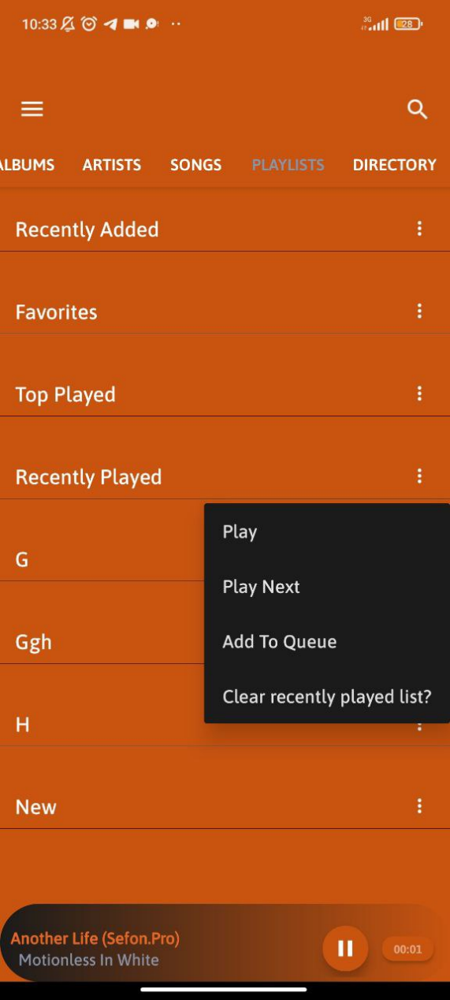 10:33
3G
28
ALBUMS ARTISTS SONGS PLAYLISTS DIRECTORY
Recently Added
Favorites
Top Played
Recently Played
Play
G
Play Next
Ggh
Add To Queue
Clear recently played list?
H
New
Another Life (Sefon.Pro)
Motionless In White
00:01